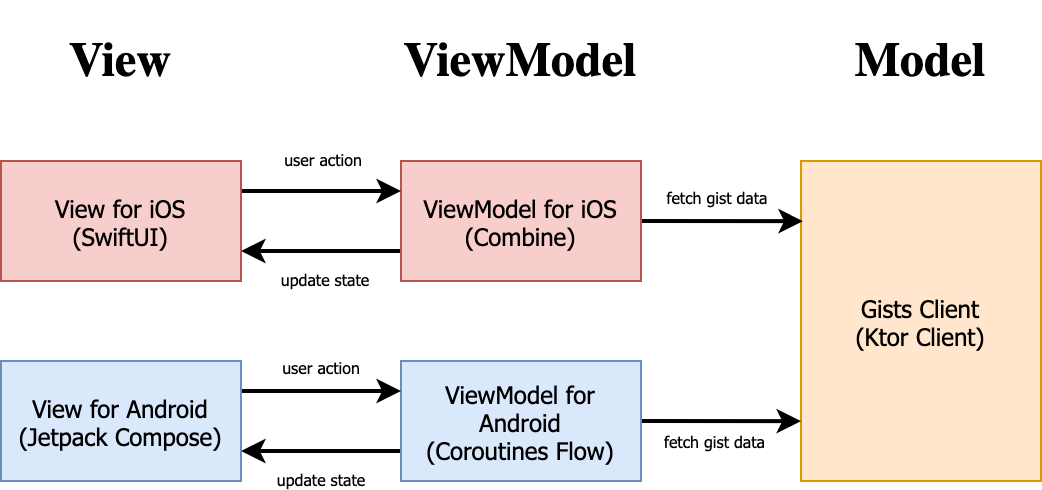 View
ViewModel
Model
user action
View for iOS
(SwiftUI)
ViewModel for iOS
(Combine)
fetch gist data
update state
Gists Client
(Ktor Client)
user action
View for Android
(Jetpack Compose)
ViewModel for
Android
(Coroutines Flow)
fetch gist data
update state